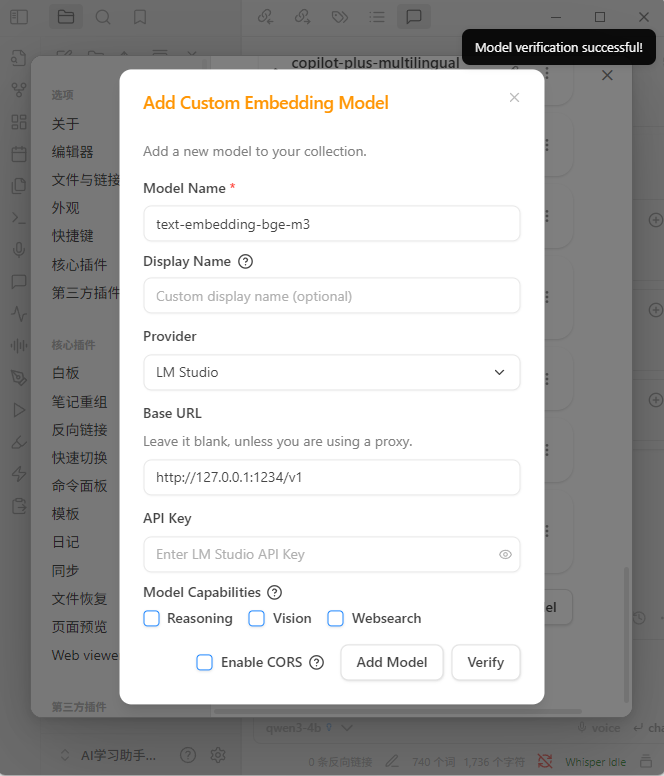 Model verification successful!
copilot-plus-multilingual
选项
关于
编辑器
文件与链接
外观
快捷键
核心插件
第三方插件
核心插件
白板
笔记重组
反向链接
快速切换
命令面板
模板
日记
同步
文件恢复
页面预览
Web viewe
第三方插件
Add Custom Embedding Model
Add a new model to your collection.
Model Name *
text-embedding-bge-m3
Display Name
Custom display name (optional)
Provider
LM Studio
Base URL
Leave it blank, unless you are using a proxy.
http://127.0.0.1:1234/v1
API Key
Enter LM Studio API Key
Model Capabilities
Reasoning Vision Websearch
Enable CORS Add Model Verify
el
qwen3-4b voice cha
AI学习助手... 0 条反向链接 740 个词 1,736 个字符 Whisper Idle